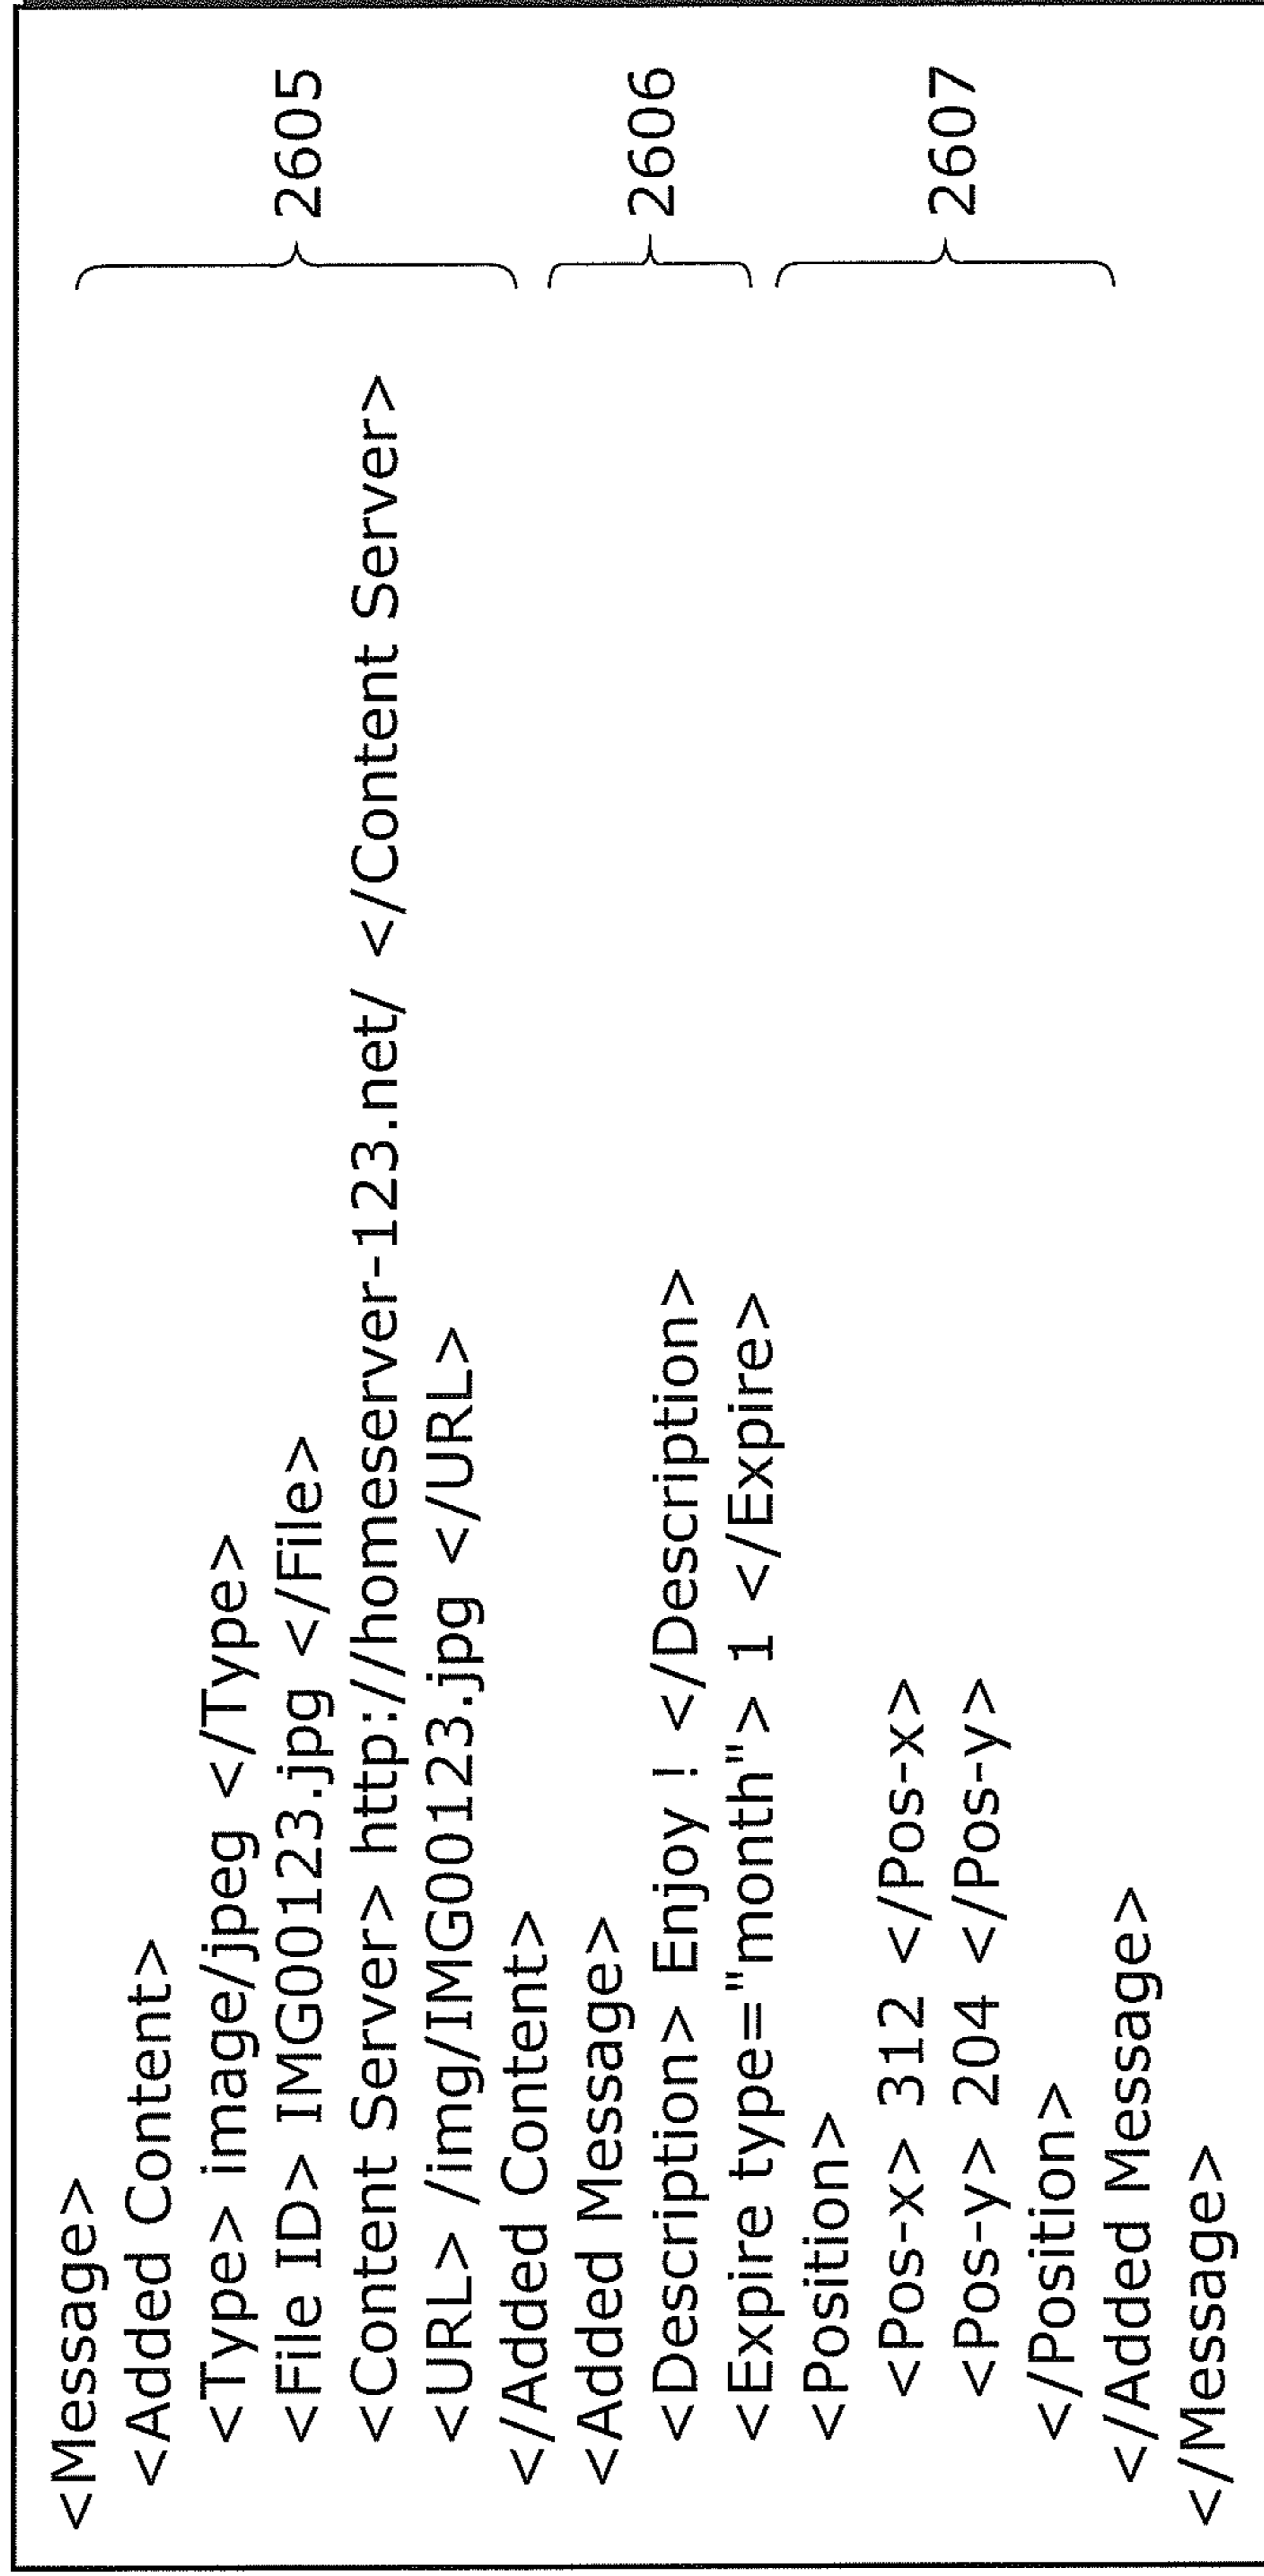 <Message>
<Added Content>
<Type> image/jpeg </Type>
<File ID> IMG00123.jpg </File>
<Content Server> http://homeserver-123.net/ </Content Server>
<URL> /img/IMG00123.jpg </URL>
</Added Content>
2605
<Added Message>
<Description> Enjoy ! </Description>
<Expire type="month"> 1 </Expire>
2606
<Position>
<Pos-x> 312 </Pos-x>
<Pos-y> 204 </Pos-y>
</Position>
2607
</Added Message>
</Message>